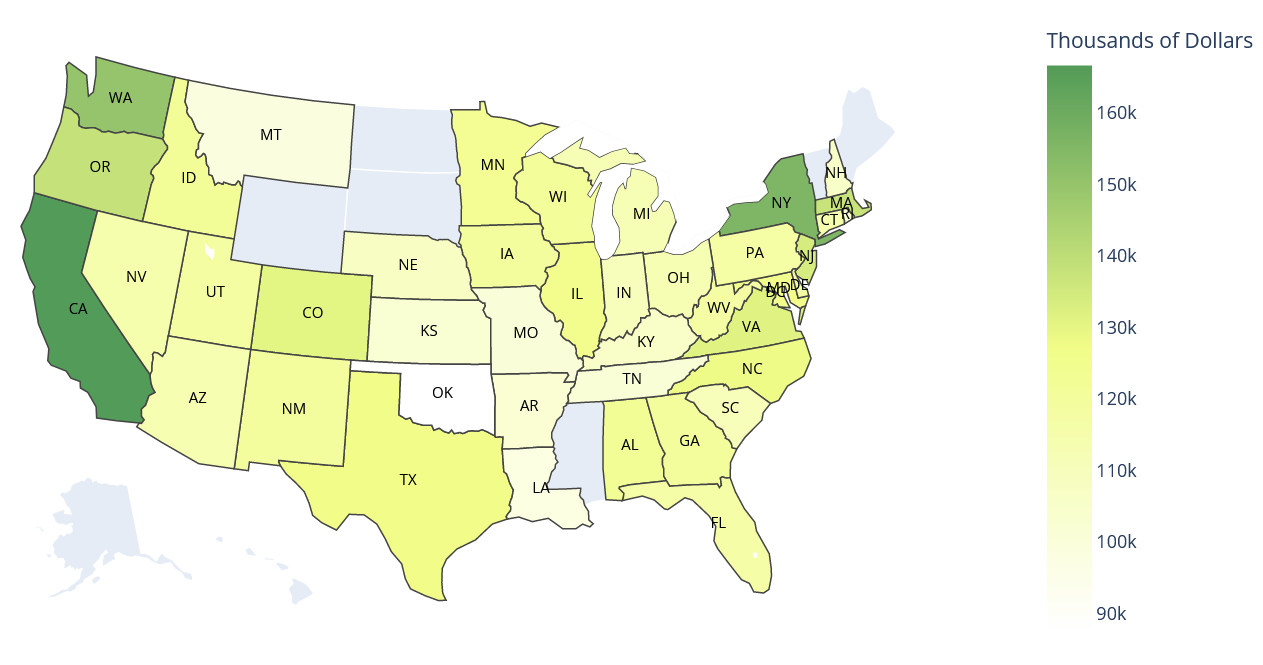 Thousands of Dollars
160k
150k
140k
130k
120k
110k
100k
90k
WA
MT
OR
ID
MN
WI
MI
NH
NY
MA
RI
CT
PA
NJ
DE
MD
DC
NV
UT
CO
NE
IA
IL
IN
OH
WV
VA
CA
KS
MO
KY
AZ
NM
OK
AR
TN
NC
SC
TX
LA
AL
GA
FL